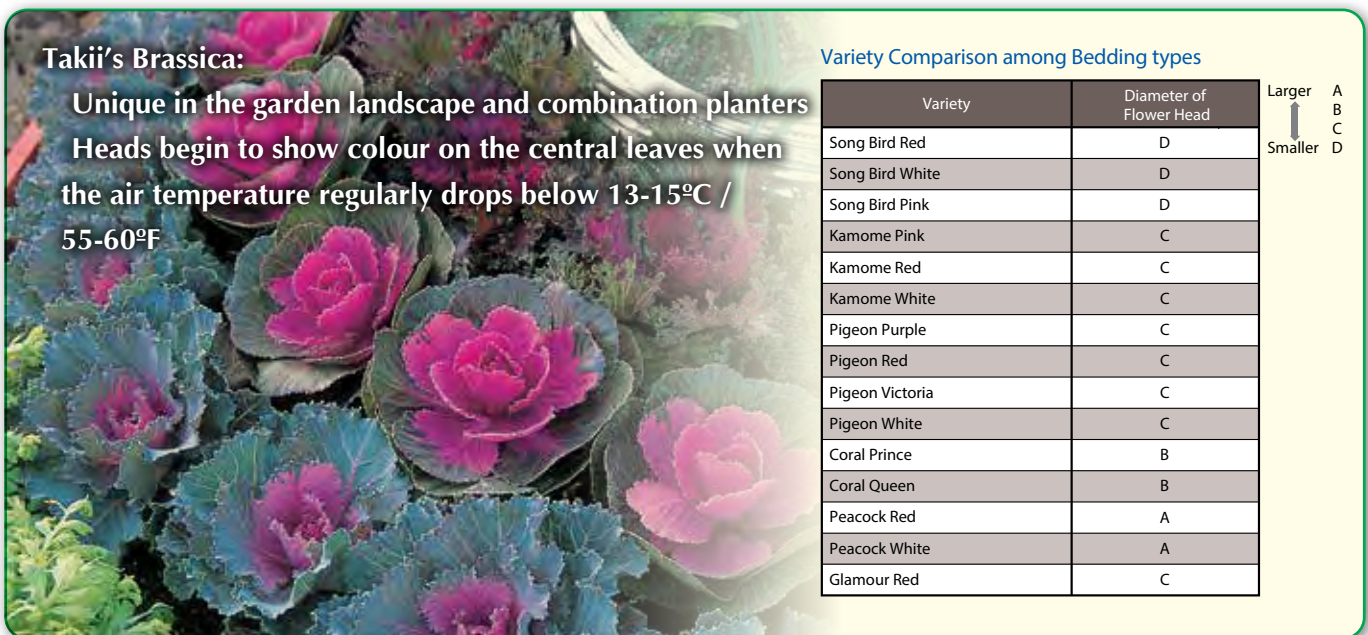 Takii’s Brassica:
Unique in the garden landscape and combination planters
Heads begin to show colour on the central leaves when
the air temperature regularly drops below 13-15ºC /
55-60ºF
Variety Comparison among Bedding types
Variety Diameter of
Flower Head
Song Bird Red D
Song Bird White D
Song Bird Pink D
Kamome Pink C
Kamome Red C
Kamome White C
Pigeon Purple C
Pigeon Red C
Pigeon Victoria C
Pigeon White C
Coral Prince B
Coral Queen B
Peacock Red A
Peacock White A
Glamour Red C
Larger A
B
C
Smaller D